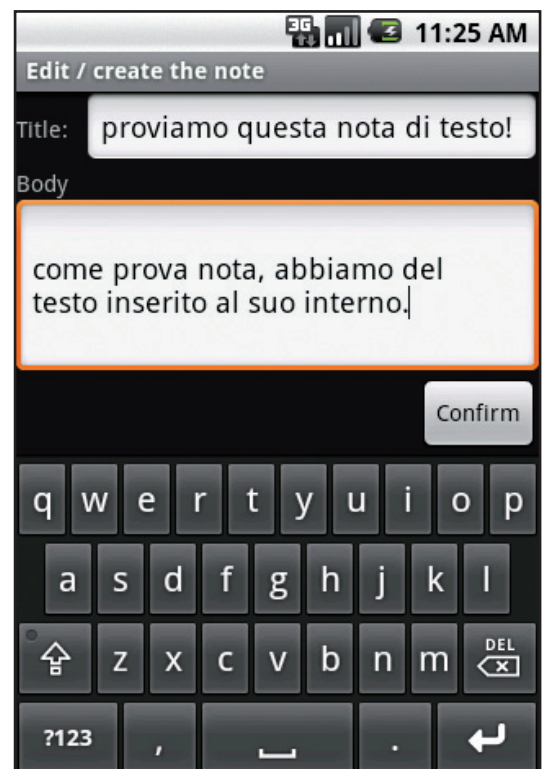 3G 11:25 AM
Edit / create the note
Title: proviamo questa nota di testo!
Body
come prova nota, abbiamo del
testo inserito al suo interno.
Confirm
q w e r t y u i o p
a s d f g h j k l
z x c v b n m DEL
?123 , .